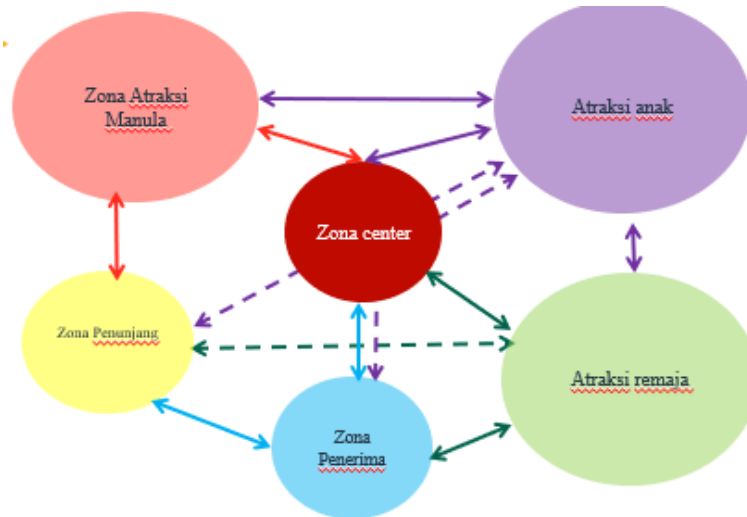 Zona Atraksi
Manula
Atraksi anak
Zona center
Zona Penunjang
Atraksi remaja
Zona
Penerima